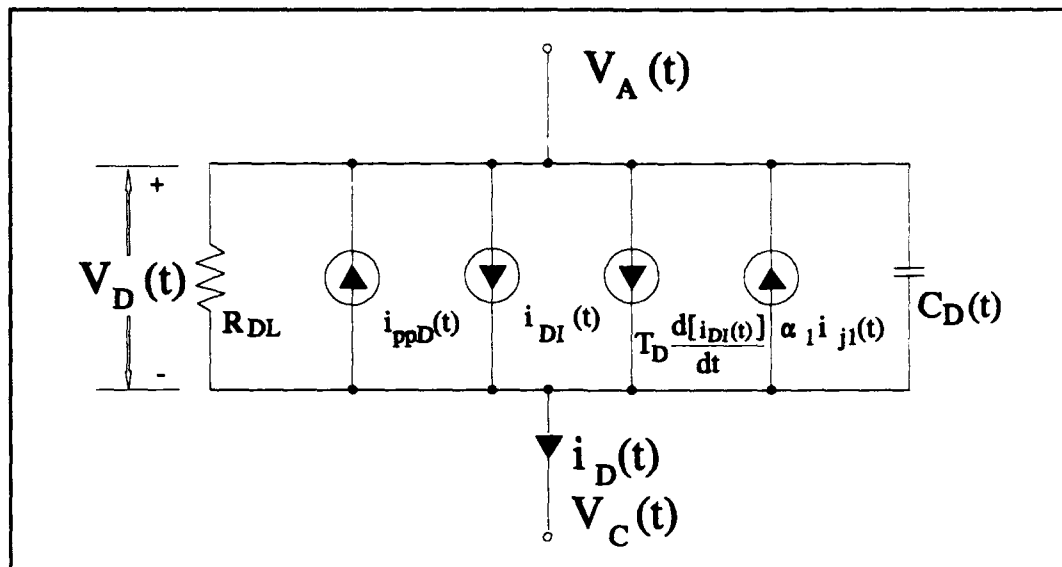 V_A (t)
+
V_D (t)
-
R_DL
i_ppD(t)
i_DI (t)
T_D d[i_DI(t)]/dt
α_1 i_j1(t)
C_D(t)
i_D(t)
V_C (t)